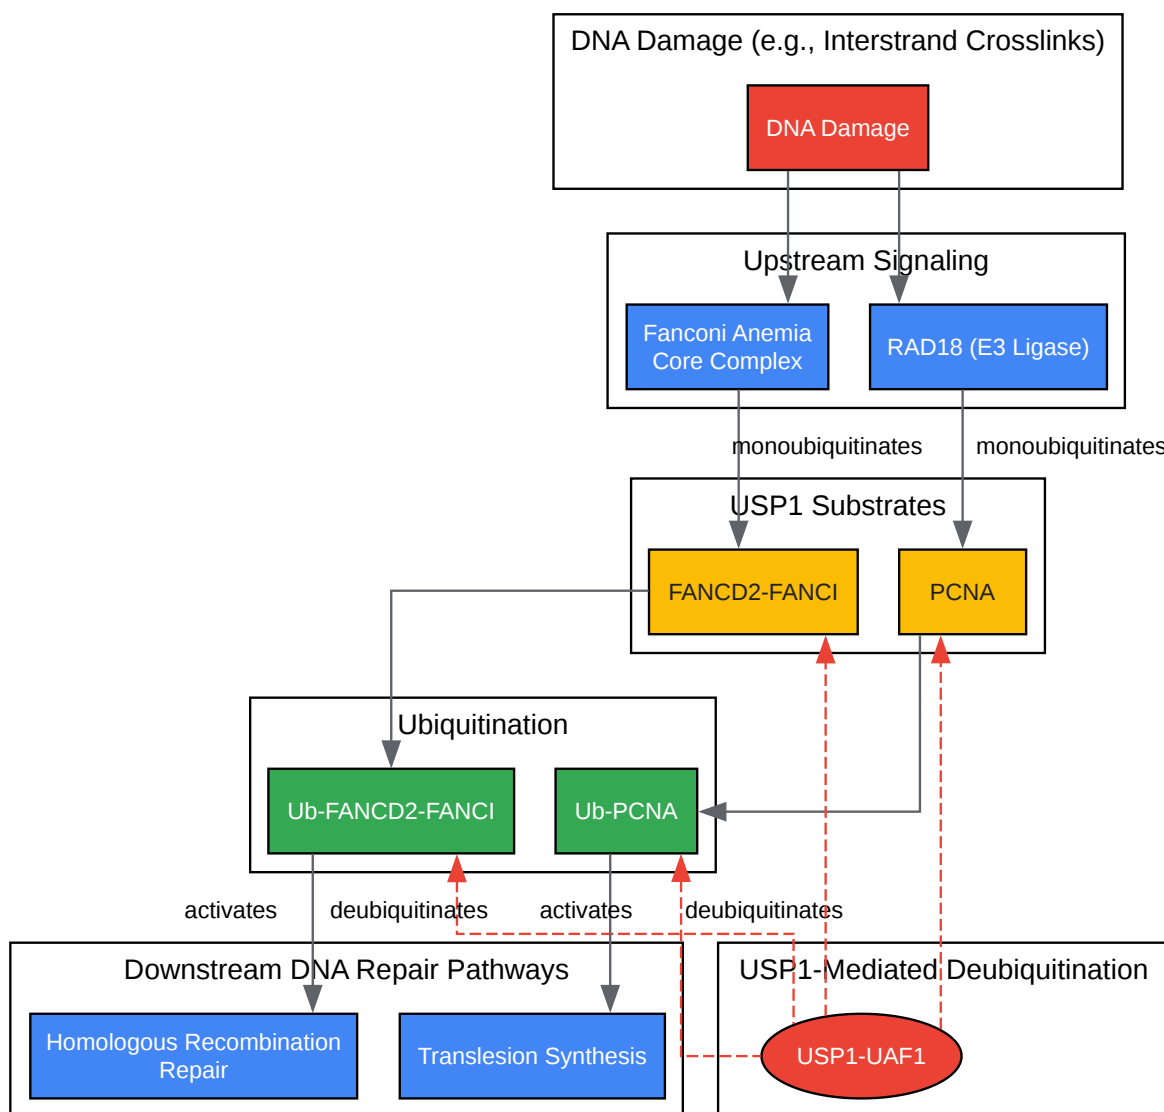 DNA Damage (e.g., Interstrand Crosslinks)
DNA Damage
Upstream Signaling
Fanconi Anemia
Core Complex
RAD18 (E3 Ligase)
monoubiquitinates
monoubiquitinates
USP1 Substrates
FANCD2-FANCI
PCNA
Ubiquitination
Ub-FANCD2-FANCI
Ub-PCNA
activates
deubiquitinates
activates
deubiquitinates
Downstream DNA Repair Pathways
USP1-Mediated Deubiquitination
Homologous Recombination
Repair
Translesion Synthesis
USP1-UAF1